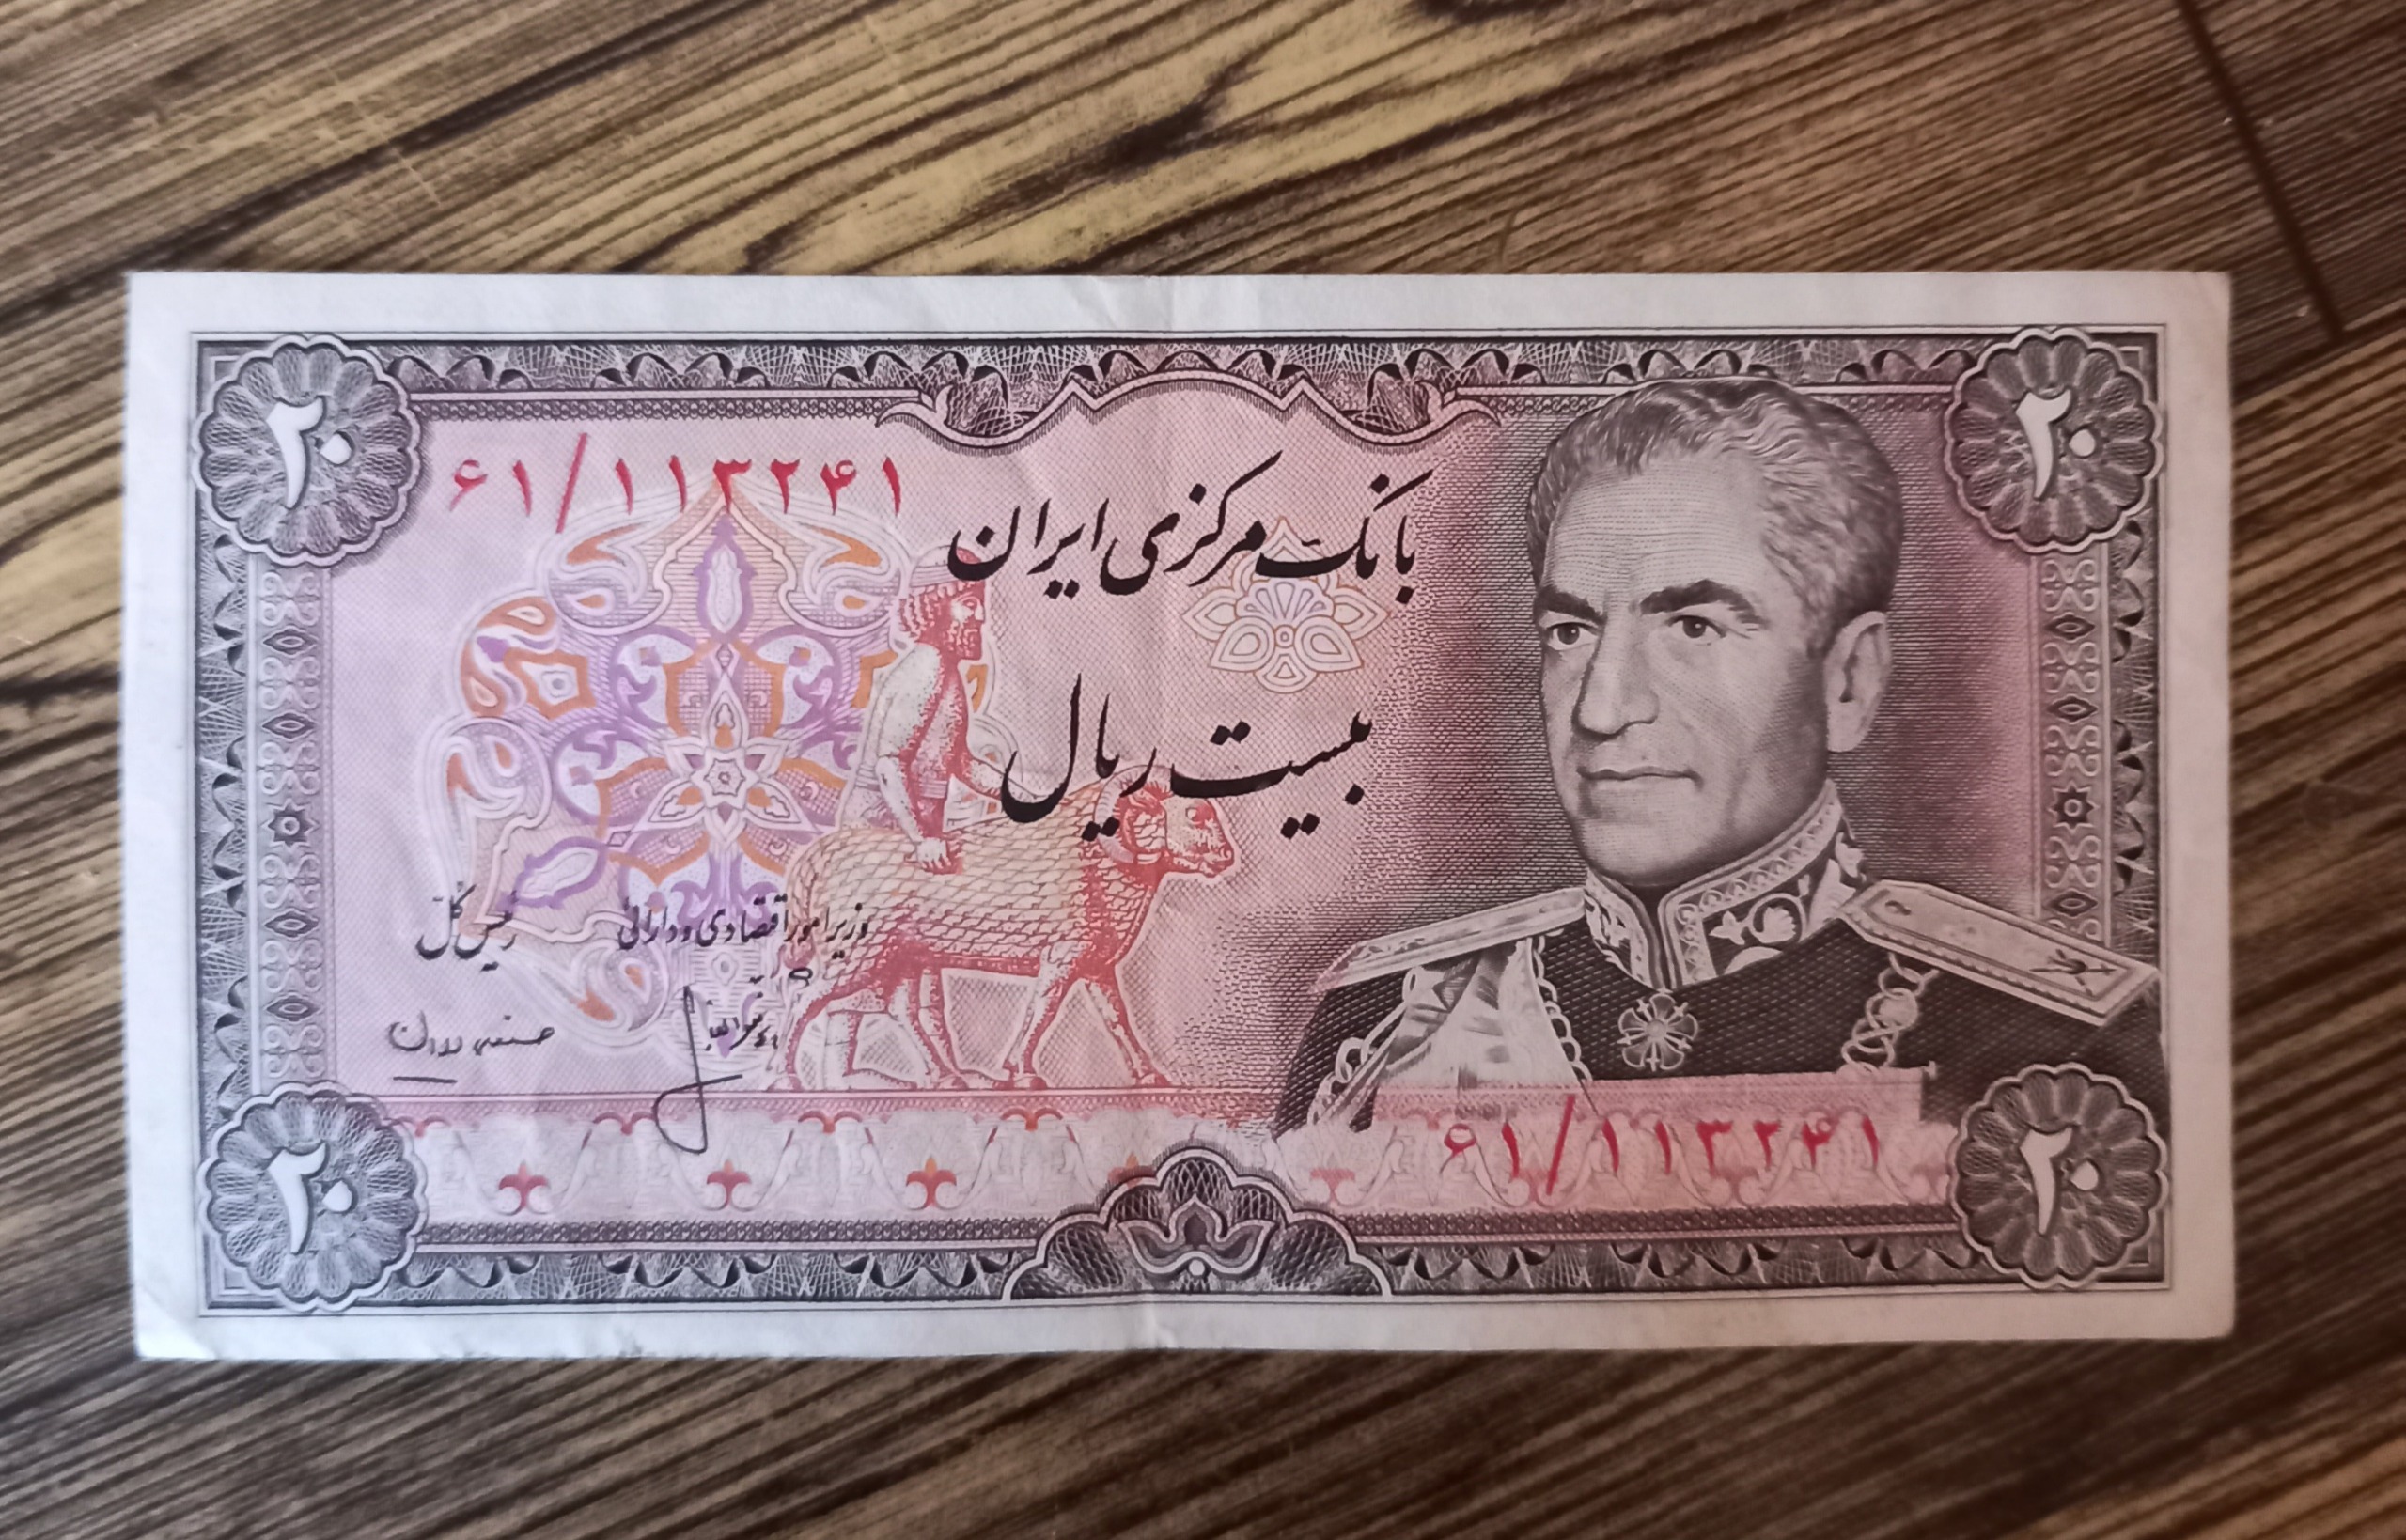 ۲۰
۲۰
۶۱/۱۱۳۲۴۱
بانک مرکزی ایران
بیست ریال
رئیس کل
وزیر امور اقتصادی و دارائی
۶۱/۱۱۳۲۴۱
۲۰
۲۰